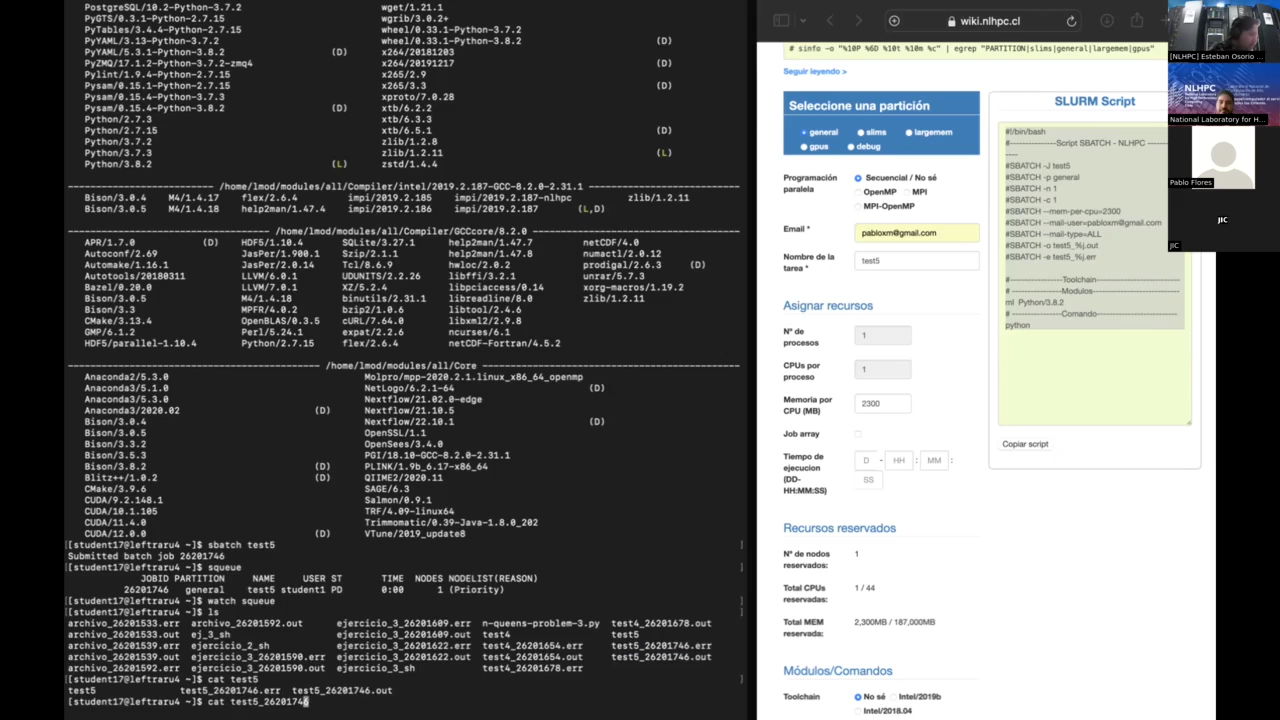 PostgreSQL/10.2-Python-3.7.2 wget/1.21.1
PyGTS/0.3.1-Python-2.7.15 wgrib/3.0.2+
PyTables/3.4.4-Python-2.7.15 wheel/0.33.1-Python-3.7.2
PyYAML/3.13-Python-3.7.2 wheel/0.33.1-Python-3.8.2 (D)
PyYAML/5.3.1-Python-3.8.2 (D) x264/20181203
PyZMQ/17.1.2-Python-3.7.2-zmq4 x264/20191217 (D)
Pylint/1.9.4-Python-2.7.15 x265/2.9
Pysam/0.15.4-Python-2.7.15 x265/3.3 (D)
Pysam/0.15.4-Python-3.7.3 xproto/7.0.28
Pysam/0.15.4-Python-3.8.2 (D) xtb/6.2.2
Python/2.7.3 xtb/6.3.3
Python/2.7.15 xtb/6.5.1 (D)
Python/3.7.2 zlib/1.2.8
Python/3.7.3 zlib/1.2.11 (L)
Python/3.8.2 (L) zstd/1.4.4
/home/lmod/modules/all/Compiler/intel/2019.2.187-GCC-8.2.0-2.31.1
Bison/3.0.4 M4/1.4.17 flex/2.6.4 impi/2019.2.185 impi/2019.2.187-nlhpc zlib/1.2.11
Bison/3.0.5 M4/1.4.18 help2man/1.47.4 impi/2019.2.186 impi/2019.2.187 (L,D)
/home/lmod/modules/all/Compiler/GCCcore/8.2.0
(D) HDF5/1.10.4 SQLite/3.27.1 help2man/1.47.7 netCDF/4.0
Autoconf/2.69 JasPer/1.900.1 Szip/2.1.1 help2man/1.47.8 numactl/2.0.12
Automake/1.16.1 JasPer/2.0.14 Tcl/8.6.9 hwloc/2.0.2 prodigal/2.6.3 (D)
Autotools/20180311 LLVM/6.0.1 UDUNITS/2.2.26 libffi/3.2.1 unrar/5.7.3
Bazel/0.20.0 LLVM/7.0.1 XZ/5.2.4 libpciaccess/0.14 xorg-macros/1.19.2
Bison/3.0.5 M4/1.4.18 binutils/2.31.1 libreadline/8.0 zlib/1.2.11
Bison/3.3 MPFR/4.0.2 bzip2/1.0.6 libtool/2.4.6
CMake/3.13.4 OpenBLAS/0.3.5 cURL/7.64.0 libxml2/2.9.8
GMP/6.1.2 Perl/5.24.1 expat/2.2.6 ncurses/6.1
HDF5/parallel-1.10.4 Python/2.7.15 flex/2.6.4 netCDF-Fortran/4.5.2
/home/lmod/modules/all/Core
Anaconda2/5.3.0 Molpro/mpp-2020.2.1.linux_x86_64_openmp
Anaconda3/5.1.0 NetLogo/6.2.1-64 (D)
Anaconda3/5.3.0 Nextflow/21.02.0-edge
Anaconda3/2020.02 (D) Nextflow/21.10.5
Bison/3.0.4 Nextflow/22.10.1 (D)
Bison/3.0.5 OpenSSL/1.1
Bison/3.3.2 OpenSees/3.4.0
Bison/3.5.3 PGI/18.10-GCC-8.2.0-2.31.1
Bison/3.8.2 (D) PLINK/1.9b_6.17-x86_64
Blitz++/1.0.2 (D) QIIME2/2020.11
CMake/3.9.6 SAGE/6.3
CUDA/9.2.148.1 Salmon/0.9.1
CUDA/10.1.105 TRF/4.09-linux64
CUDA/11.4.0 Trimmomatic/0.39-Java-1.8.0_202
CUDA/12.0.0 (D) VTune/2019_update8
[student17@leftraru4 ~]$ sbatch test5
Submitted batch job 26201746
[student17@leftraru4 ~]$ squeue
JOBID PARTITION NAME USER ST TIME NODES NODELIST(REASON)
26201746 general test5 student1 PD 0:00 1 (Priority)
[student17@leftraru4 ~]$ watch squeue
[student17@leftraru4 ~]$ ls
archivo_26201533.err archivo_26201592.out ejercicio_3_26201609.err n-queens-problem-3.py test4_26201678.out
archivo_26201533.out ej_sh ejercicio_3_26201609.out test4 test5
archivo_26201539.err ejercicio_2_sh ejercicio_3_26201622.err test4_26201654.err test5_26201746.err
archivo_26201539.out ejercicio_3_26201590.err ejercicio_3_26201622.out test4_26201654.out test5_26201746.out
archivo_26201592.err ejercicio_3_26201590.out ejercicio_3_sh test4_26201678.err
[student17@leftraru4 ~]$ cat test5
test5 test5_26201746.err test5_26201746.out
[student17@leftraru4 ~]$ cat test5_26201746
wiki.nlhpc.cl
# sinfo -o "%10P %6D %10t %10m %c" | egrep "PARTITION|slims|general|largemem|gpus"
Seguir leyendo >
Seleccione una partición
general slims largemem
gpus debug
Programación paralela
Secuencial / No sé
OpenMP MPI
MPI-OpenMP
Email *
pabloxm@gmail.com
Nombre de la tarea *
test5
Asignar recursos
Nº de procesos
1
CPUs por proceso
1
Memoria por CPU (MB)
2300
Job array
Tiempo de ejecucion (DD-HH:MM:SS)
D - HH : MM :
SS
Recursos reservados
Nº de nodos reservados:
1
Total CPUs reservadas:
1 / 44
Total MEM reservada:
2,300MB / 187,000MB
Módulos/Comandos
Toolchain
No sé Intel/2019b
Intel/2018.04
SLURM Script
#!/bin/bash
#---------------Script SBATCH - NLHPC -----------
#SBATCH -J test5
#SBATCH -p general
#SBATCH -n 1
#SBATCH -c 1
#SBATCH --mem-per-cpu=2300
#SBATCH --mail-user=pabloxm@gmail.com
#SBATCH --mail-type=ALL
#SBATCH -o test5_%j.out
#SBATCH -e test5_%j.err
#-----------------Toolchain---------------------------
# ----------------Modulos----------------------------
ml Python/3.8.2
# ----------------Comando--------------------------
python
Copiar script
[NLHPC] Esteban Osorio ...
NLHPC
National Laboratory for H...
Pablo Flores
JIC
JIC